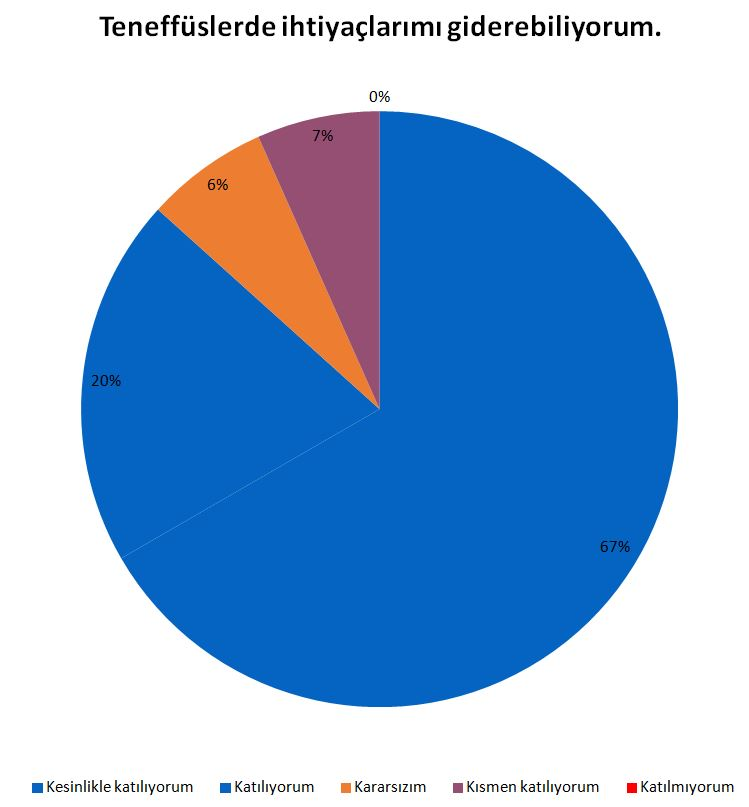 Teneffüslerde ihtiyaçlarımı giderebiliyorum.
0%
7%
6%
20%
67%
Kesinlikle katılıyorum Katılıyorum Kararsızım Kısmen katılıyorum Katılmıyorum